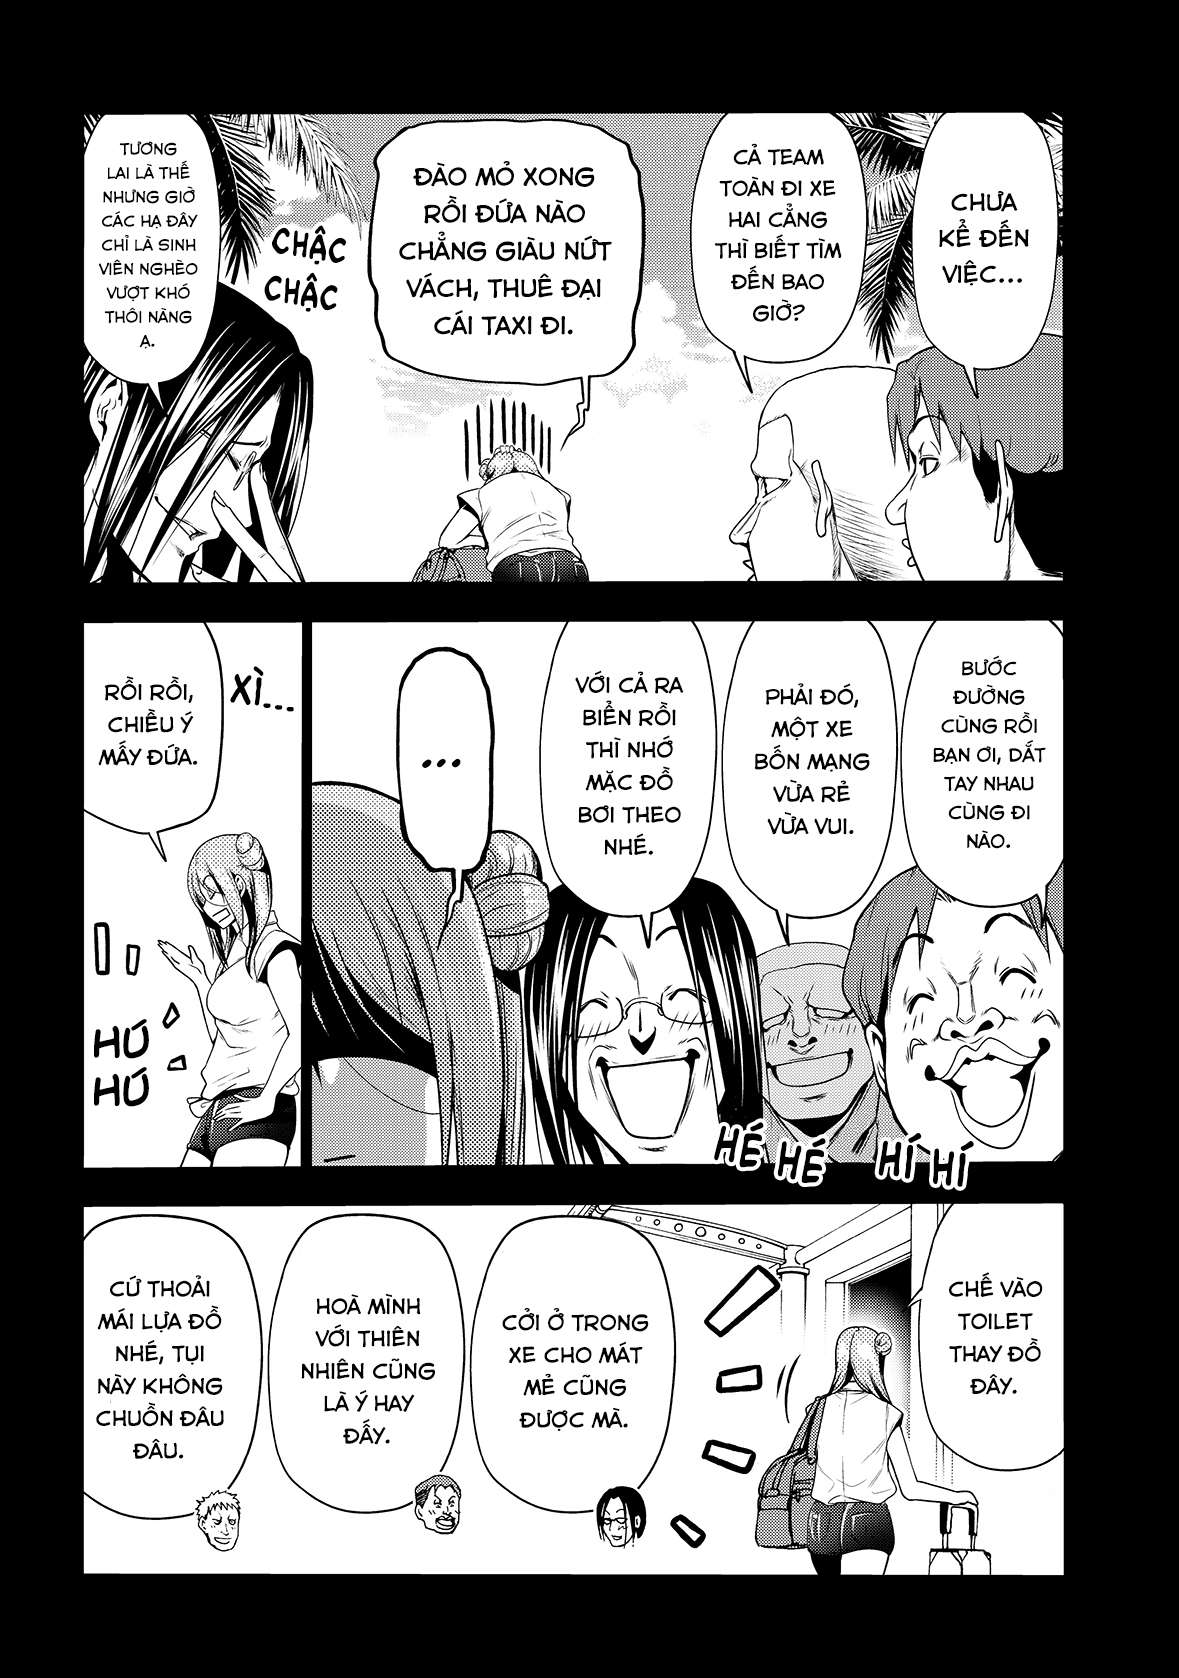 CHƯA
KỂ ĐẾN
VIỆC...
CẢ TEAM
TOÀN ĐI XE
HAI CẲNG
THÌ BIẾT TÌM
ĐẾN BAO
GIỜ?
ĐÀO MỎ XONG
RỒI ĐỨA NÀO
CHẲNG GIÀU NỨT
VÁCH, THUÊ ĐẠI
CÁI TAXI ĐI.
CHẬC
CHẬC
TƯƠNG
LAI LÀ THẾ
NHƯNG GIỜ
CÁC HẠ ĐÂY
CHỈ LÀ SINH
VIÊN NGHÈO
VƯỢT KHÓ
THÔI NÀNG
Ạ.
BƯỚC
ĐƯỜNG
CÙNG RỒI
BẠN ƠI, DẮT
TAY NHAU
CÙNG ĐI
NÀO.
PHẢI ĐÓ,
MỘT XE
BỐN MẠNG
VỪA RẺ
VỪA VUI.
VỚI CẢ RA
BIỂN RỒI
THÌ NHỚ
MẶC ĐỒ
BƠI THEO
NHÉ.
HÍ HÍ
HÉ HÉ
...
XÌ...
RỒI RỒI,
CHIỀU Ý
MẤY ĐỨA.
HÚ
HÚ
CHẾ VÀO
TOILET
THAY ĐỒ
ĐÂY.
CỞI Ở TRONG
XE CHO MÁT
MẺ CŨNG
ĐƯỢC MÀ.
HOÀ MÌNH
VỚI THIÊN
NHIÊN CŨNG
LÀ Ý HAY
ĐẤY.
CỨ THOẢI
MÁI LỰA ĐỒ
NHÉ, TỤI
NÀY KHÔNG
CHUỒN ĐÂU
ĐÂU.